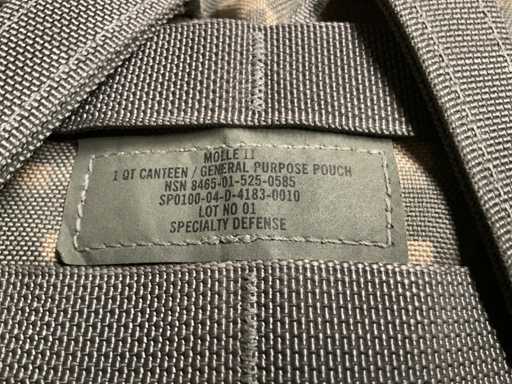 MOLLE II
1 QT CANTEEN / GENERAL PURPOSE POUCH
NSN 8465-01-525-0585
SP0100-04-D-4183-0010
LOT NO 01
SPECIALTY DEFENSE